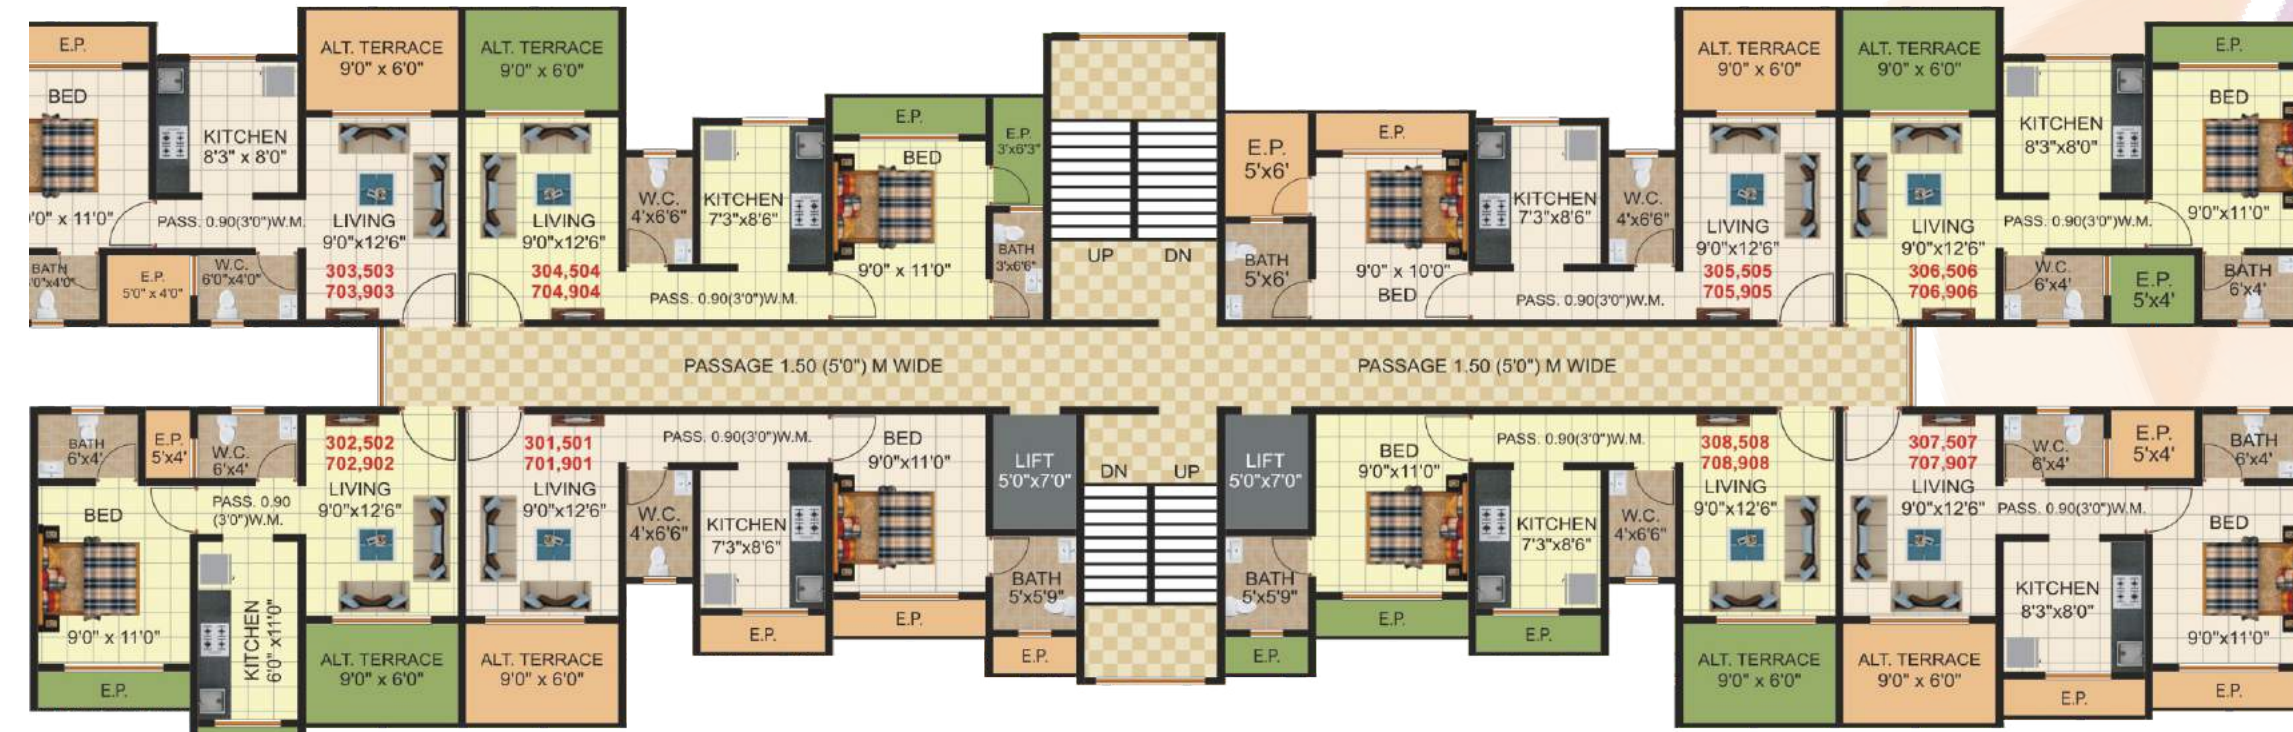 E.P.
BED
KITCHEN
8'3" x 8'0"
ALT. TERRACE
9'0" x 6'0"
'0" x 11'0"
PASS. 0.90(3'0")W.M.
LIVING
9'0"x12'6"
303,503
703,903
BATH
E.P.
5'0" x 4'0"
W.C.
6'0"x4'0"
ALT. TERRACE
9'0" x 6'0"
LIVING
9'0"x12'6"
304,504
704,904
W.C.
4'x6'6"
KITCHEN
7'3"x8'6"
E.P.
BED
9'0" x 11'0"
PASS. 0.90(3'0")W.M.
E.P.
3'x6'3"
BATH
3'x6'6"
UP
DN
E.P.
5'x6'
BATH
5'x6'
E.P.
9'0" x 10'0"
BED
KITCHEN
7'3"x8'6"
W.C.
4'x6'6"
PASS. 0.90(3'0")W.M.
ALT. TERRACE
9'0" x 6'0"
LIVING
9'0"x12'6"
305,505
705,905
ALT. TERRACE
9'0" x 6'0"
LIVING
9'0"x12'6"
306,506
706,906
KITCHEN
8'3"x8'0"
E.P.
BED
9'0"x11'0"
PASS. 0.90(3'0")W.M.
W.C.
6'x4'
E.P.
5'x4'
BATH
6'x4'
PASSAGE 1.50 (5'0") M WIDE
PASSAGE 1.50 (5'0") M WIDE
BATH
6'x4'
E.P.
5'x4'
W.C.
6'x4'
302,502
702,902
LIVING
9'0"x12'6"
PASS. 0.90
(3'0")W.M.
BED
9'0" x 11'0"
E.P.
KITCHEN
6'0" x11'0"
ALT. TERRACE
9'0" x 6'0"
301,501
701,901
LIVING
9'0"x12'6"
ALT. TERRACE
9'0" x 6'0"
PASS. 0.90(3'0")W.M.
W.C.
4'x6'6"
KITCHEN
7'3"x8'6"
E.P.
BED
9'0"x11'0"
E.P.
LIFT
5'0"x7'0"
BATH
5'x5'9"
E.P.
DN
UP
LIFT
5'0"x7'0"
BATH
5'x5'9"
E.P.
BED
9'0"x11'0"
E.P.
PASS. 0.90(3'0")W.M.
KITCHEN
7'3"x8'6"
E.P.
W.C.
4'x6'6"
308,508
708,908
LIVING
9'0"x12'6"
ALT. TERRACE
9'0" x 6'0"
307,507
707,907
LIVING
9'0"x12'6"
ALT. TERRACE
9'0" x 6'0"
W.C.
6'x4'
E.P.
5'x4'
BATH
6'x4'
PASS. 0.90(3'0")W.M.
KITCHEN
8'3"x8'0"
E.P.
BED
9'0"x11'0"
E.P.